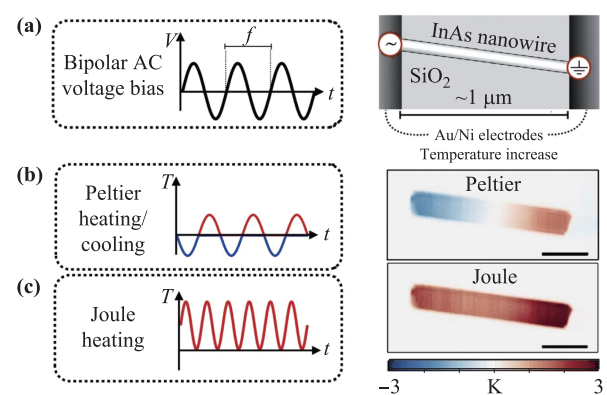 (a)
Bipolar AC
voltage bias
V
f
t
~
InAs nanowire
SiO₂
~1 μm
Au/Ni electrodes
Temperature increase
(b)
Peltier
heating/
cooling
T
t
Peltier
(c)
Joule
heating
T
t
Joule
−3 K 3